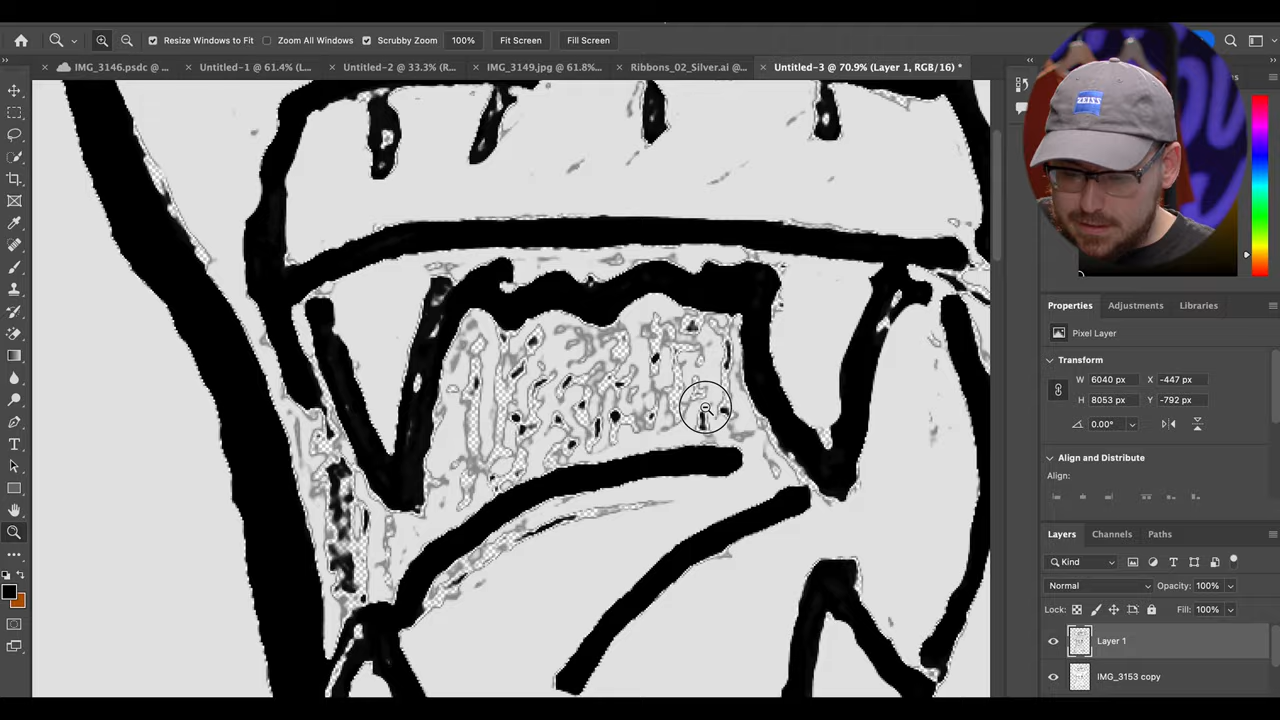 Resize Windows to Fit Zoom All Windows Scrubby Zoom 100% Fit Screen Fill Screen
IMG_3146.psdc @ ... Untitled-1 @ 61.4% (L... Untitled-2 @ 33.3% (R... IMG_3149.jpg @ 61.8%... Ribbons_02_Silver.ai @... Untitled-3 @ 70.9% (Layer 1, RGB/16) *
ZEISS
Properties Adjustments Libraries
Pixel Layer
Transform
W 6040 px X -447 px
H 8053 px Y -792 px
0.00°
Align and Distribute
Align:
Layers Channels Paths
Kind
Normal Opacity: 100%
Lock: Fill: 100%
Layer 1
IMG_3153 copy